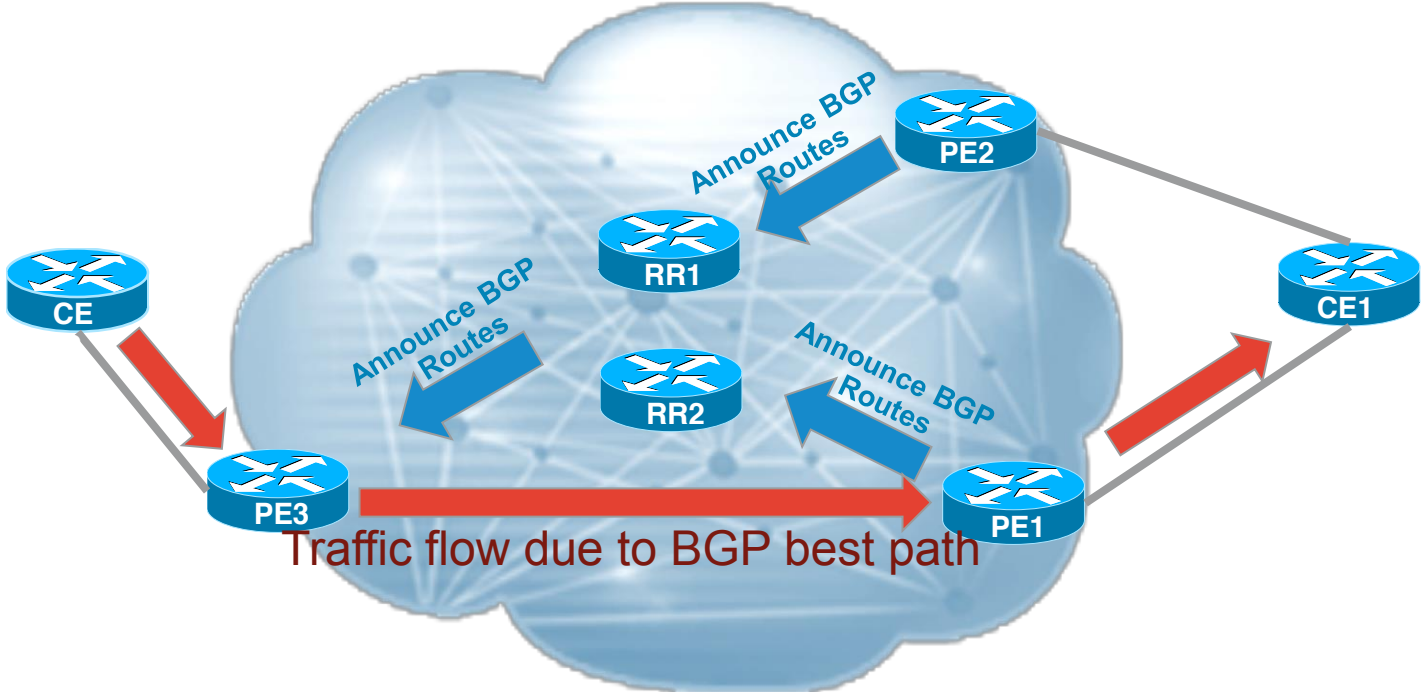 Announce BGP
Routes
PE2
RR1
CE
CE1
Announce BGP
Routes
RR2
Announce BGP
Routes
PE3
PE1
Traffic flow due to BGP best path